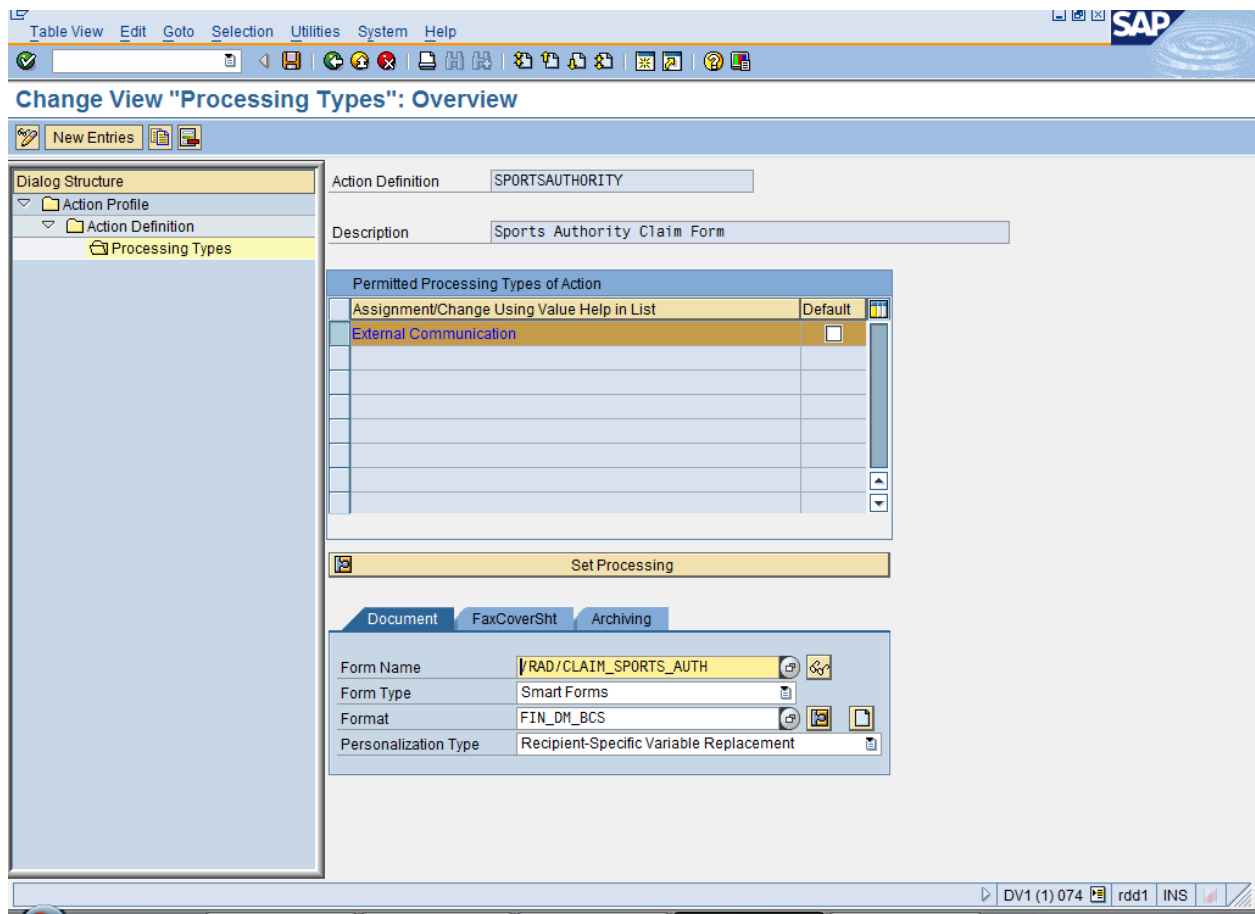 Table View Edit Goto Selection Utilities System Help
SAP
Change View "Processing Types": Overview
New Entries
Dialog Structure
Action Profile
Action Definition
Processing Types
Action Definition SPORTSAUTHORITY
Description Sports Authority Claim Form
Permitted Processing Types of Action
Assignment/Change Using Value Help in List Default
External Communication
Set Processing
Document FaxCoverSht Archiving
Form Name /RAD/CLAIM_SPORTS_AUTH
Form Type Smart Forms
Format FIN_DM_BCS
Personalization Type Recipient-Specific Variable Replacement
DV1 (1) 074 rdd1 INS